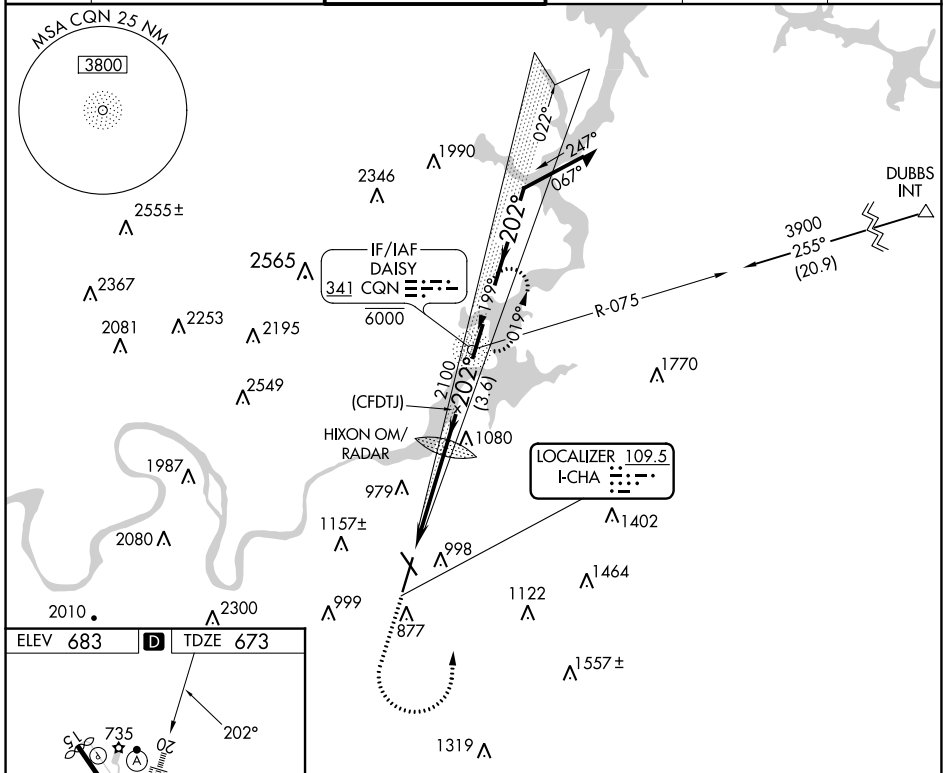 MSA CQN 25 NM
3800
1990
2346
022°
247°
067°
DUBBS
INT
2555±
202°
3900
255°
(20.9)
IF/IAF
DAISY
341 CQN
6000
2565
199°
019°
R-075
2367
2081
2253
2195
2549
2100
202°
(3.6)
1770
(CFDTJ)
HIXON OM/
RADAR
1080
LOCALIZER 109.5
I-CHA
1987
979
1402
2080
1157±
998
1464
2010
2300
999
877
1122
1557±
1319
ELEV 683 D TDZE 673
202°
15
735
20
P
A